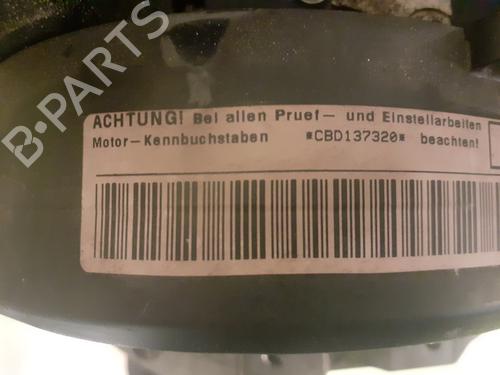 B-PARTS
ACHTUNG! Bei allen Pruef- und Einstellarbeiten
Motor-Kennbuchstaben *CBD137320* beachten!